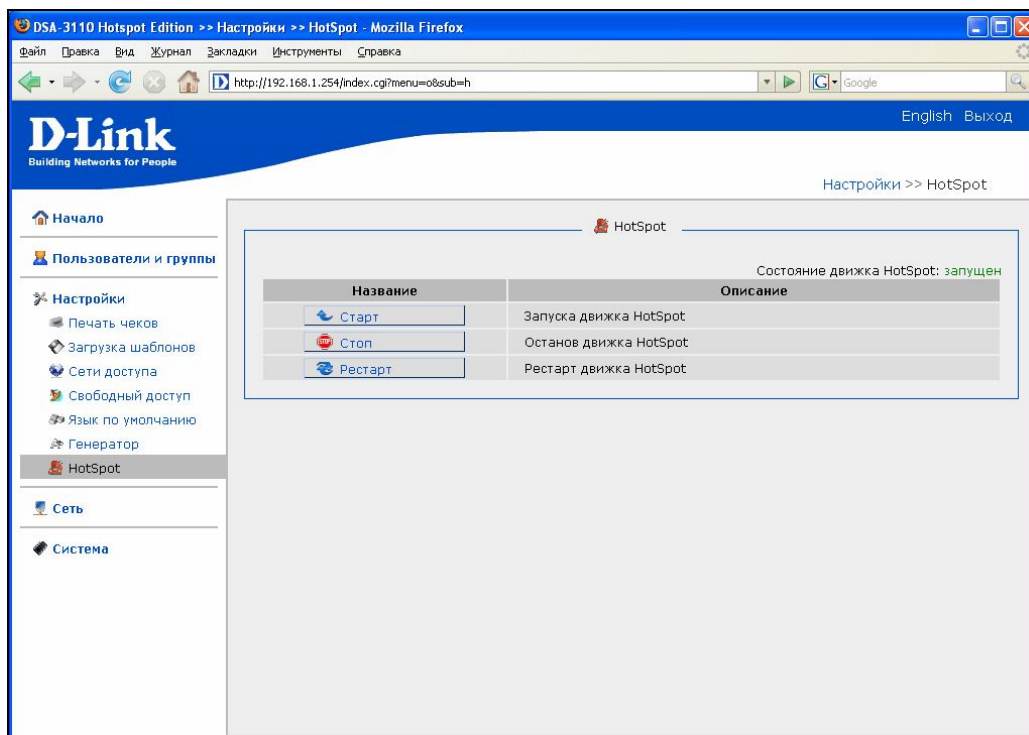 DSA-3110 Hotspot Edition >> Настройки >> HotSpot - Mozilla Firefox
Файл Правка Вид Журнал Закладки Инструменты Справка
http://192.168.1.254/index.cgi?menu=o&sub=h
G Google
English Выход
D-Link
Building Networks for People
Настройки >> HotSpot
Начало
Пользователи и группы
Настройки
Печать чеков
Загрузка шаблонов
Сети доступа
Свободный доступ
Язык по умолчанию
Генератор
HotSpot
Сеть
Система
HotSpot
Состояние движка HotSpot: запущен
Название Описание
Старт Запуска движка HotSpot
STOP Стоп Останов движка HotSpot
Рестарт Рестарт движка HotSpot